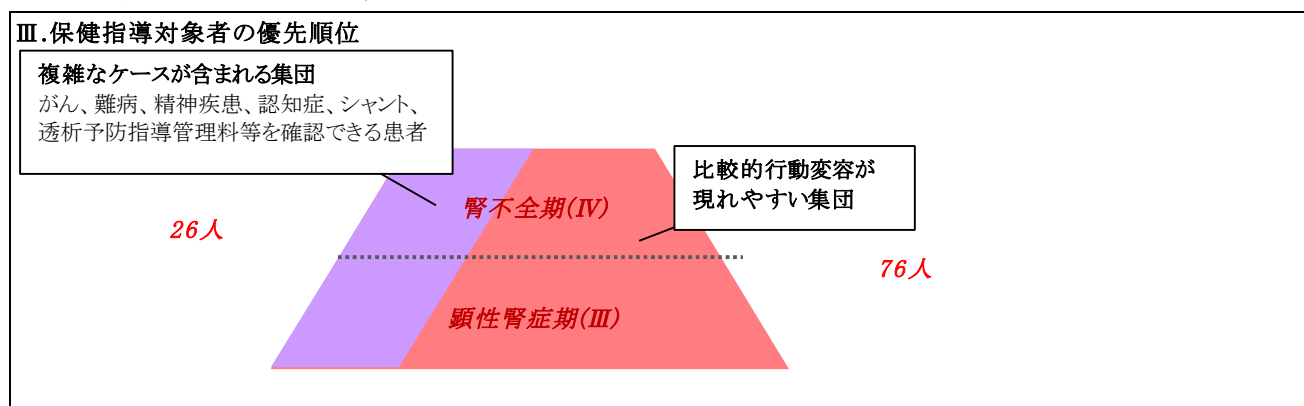 Ⅲ.保健指導対象者の優先順位
複雑なケースが含まれる集団
がん、難病、精神疾患、認知症、シャント、
透析予防指導管理料等を確認できる患者
比較的行動変容が
現れやすい集団
腎不全期(Ⅳ)
26人
76人
顕性腎症期(Ⅲ)